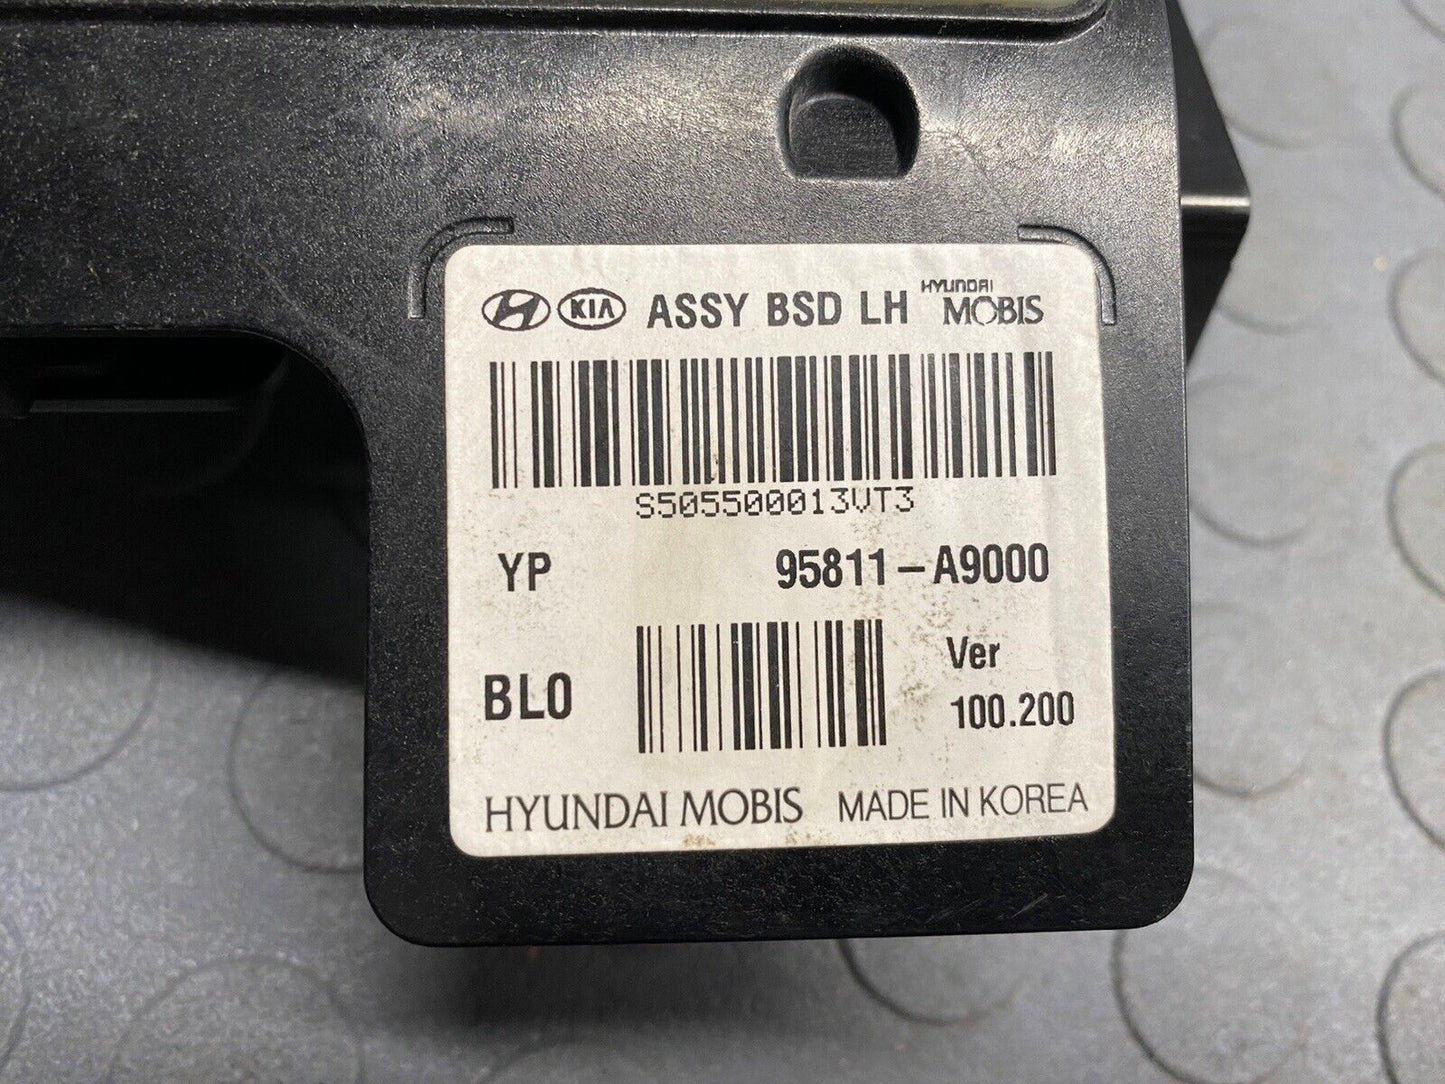 KIA ASSY BSD LH HYUNDAI MOBIS
S505500013VT3
YP 95811-A9000
BL0 Ver 100.200
HYUNDAI MOBIS MADE IN KOREA